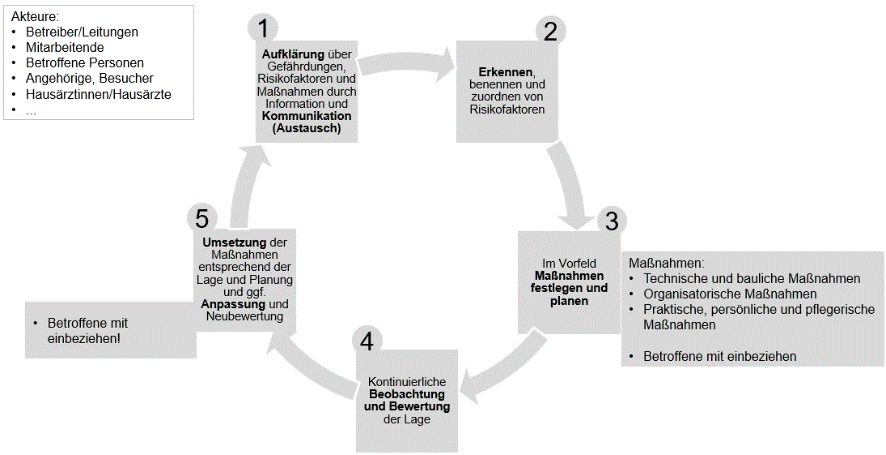 Akteure:
• Betreiber/Leitungen
• Mitarbeitende
• Betroffene Personen
• Angehörige, Besucher
• Hausärztinnen/Hausärzte
• ...
1
Aufklärung über
Gefährdungen,
Risikofaktoren und
Maßnahmen durch
Information und
Kommunikation
(Austausch)
2
Erkennen,
benennen und
zuordnen von
Risikofaktoren
3
Im Vorfeld
Maßnahmen
festlegen und
planen
Maßnahmen:
• Technische und bauliche Maßnahmen
• Organisatorische Maßnahmen
• Praktische, persönliche und pflegerische
Maßnahmen
• Betroffene mit einbeziehen
4
Kontinuierliche
Beobachtung
und Bewertung
der Lage
5
Umsetzung der
Maßnahmen
entsprechend der
Lage und Planung
und ggf.
Anpassung und
Neubewertung
• Betroffene mit
einbeziehen!